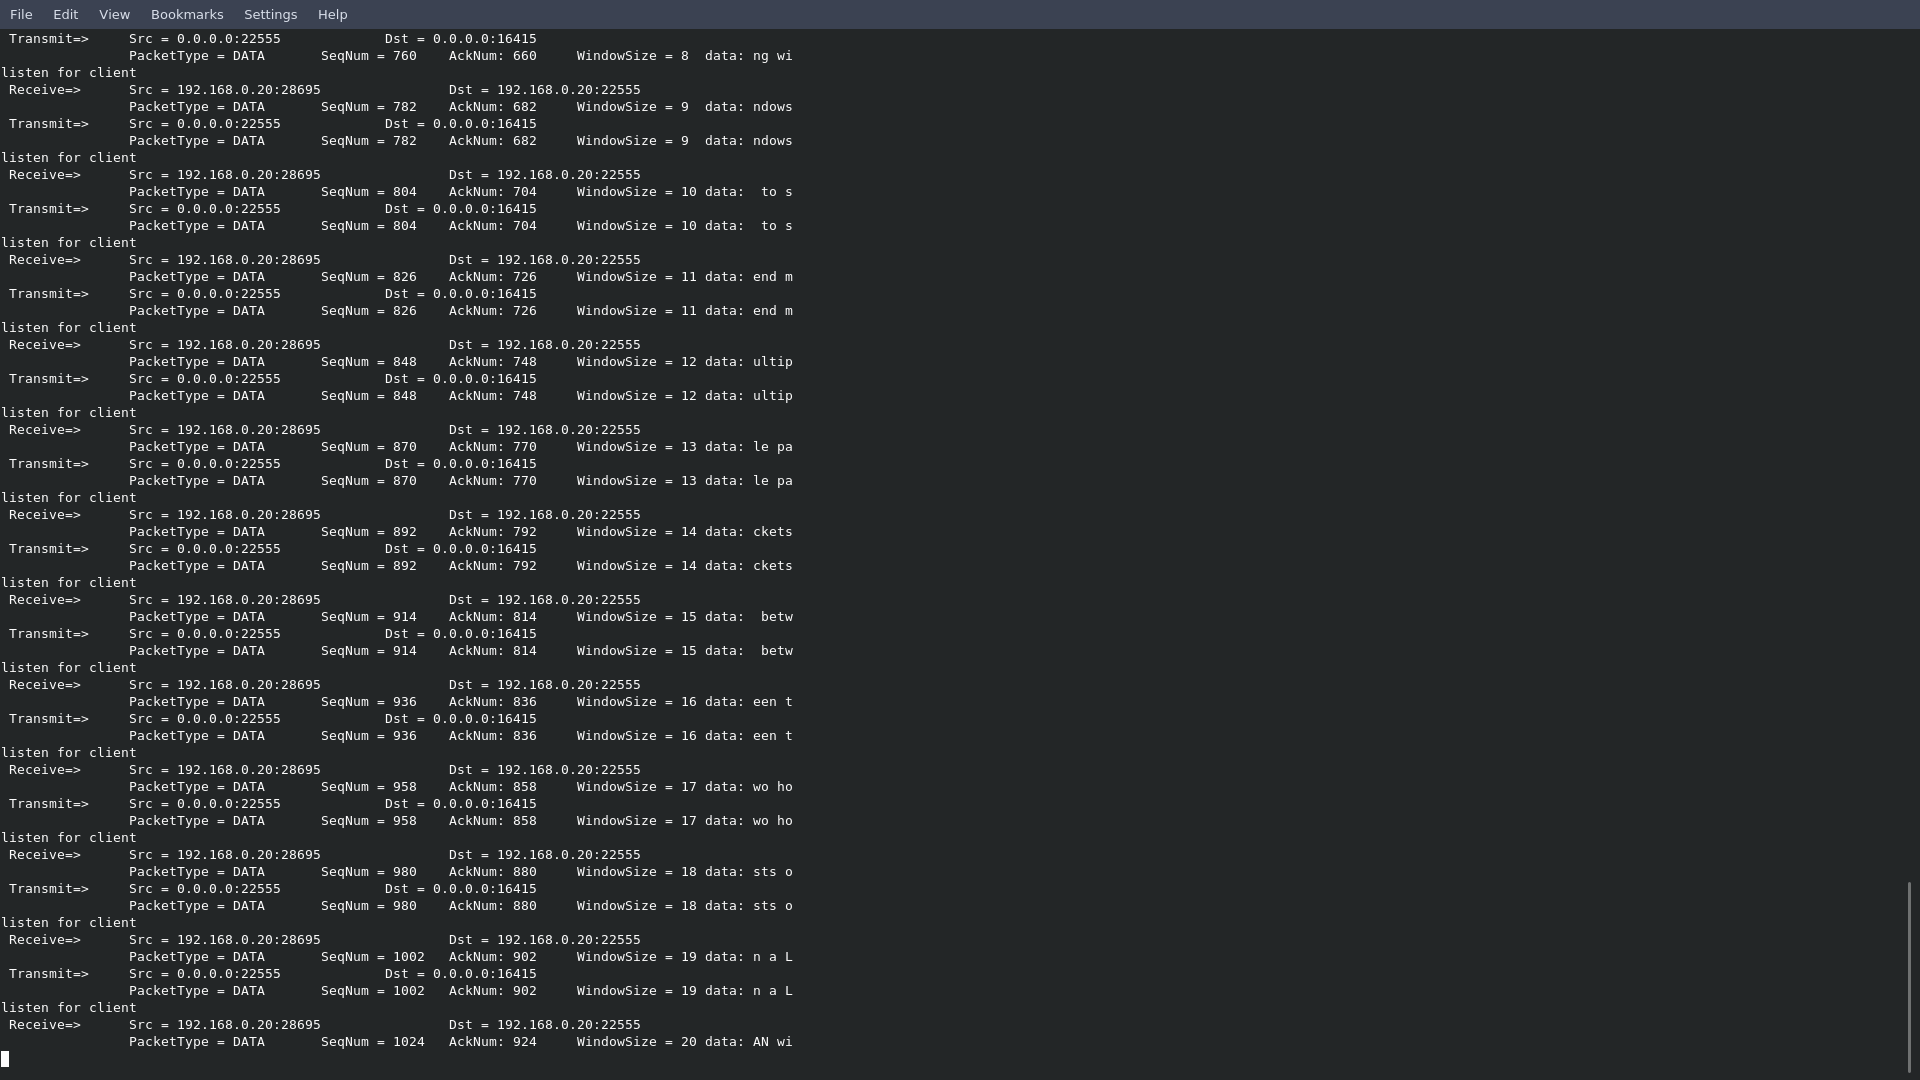 File Edit View Bookmarks Settings Help
Transmit=> Src = 0.0.0.0:22555 Dst = 0.0.0.0:16415
PacketType = DATA SeqNum = 760 AckNum: 660 WindowSize = 8 data: ng wi
listen for client
Receive=> Src = 192.168.0.20:28695 Dst = 192.168.0.20:22555
PacketType = DATA SeqNum = 782 AckNum: 682 WindowSize = 9 data: ndows
Transmit=> Src = 0.0.0.0:22555 Dst = 0.0.0.0:16415
PacketType = DATA SeqNum = 782 AckNum: 682 WindowSize = 9 data: ndows
listen for client
Receive=> Src = 192.168.0.20:28695 Dst = 192.168.0.20:22555
PacketType = DATA SeqNum = 804 AckNum: 704 WindowSize = 10 data:  to s
Transmit=> Src = 0.0.0.0:22555 Dst = 0.0.0.0:16415
PacketType = DATA SeqNum = 804 AckNum: 704 WindowSize = 10 data:  to s
listen for client
Receive=> Src = 192.168.0.20:28695 Dst = 192.168.0.20:22555
PacketType = DATA SeqNum = 826 AckNum: 726 WindowSize = 11 data: end m
Transmit=> Src = 0.0.0.0:22555 Dst = 0.0.0.0:16415
PacketType = DATA SeqNum = 826 AckNum: 726 WindowSize = 11 data: end m
listen for client
Receive=> Src = 192.168.0.20:28695 Dst = 192.168.0.20:22555
PacketType = DATA SeqNum = 848 AckNum: 748 WindowSize = 12 data: ultip
Transmit=> Src = 0.0.0.0:22555 Dst = 0.0.0.0:16415
PacketType = DATA SeqNum = 848 AckNum: 748 WindowSize = 12 data: ultip
listen for client
Receive=> Src = 192.168.0.20:28695 Dst = 192.168.0.20:22555
PacketType = DATA SeqNum = 870 AckNum: 770 WindowSize = 13 data: le pa
Transmit=> Src = 0.0.0.0:22555 Dst = 0.0.0.0:16415
PacketType = DATA SeqNum = 870 AckNum: 770 WindowSize = 13 data: le pa
listen for client
Receive=> Src = 192.168.0.20:28695 Dst = 192.168.0.20:22555
PacketType = DATA SeqNum = 892 AckNum: 792 WindowSize = 14 data: ckets
Transmit=> Src = 0.0.0.0:22555 Dst = 0.0.0.0:16415
PacketType = DATA SeqNum = 892 AckNum: 792 WindowSize = 14 data: ckets
listen for client
Receive=> Src = 192.168.0.20:28695 Dst = 192.168.0.20:22555
PacketType = DATA SeqNum = 914 AckNum: 814 WindowSize = 15 data:  betw
Transmit=> Src = 0.0.0.0:22555 Dst = 0.0.0.0:16415
PacketType = DATA SeqNum = 914 AckNum: 814 WindowSize = 15 data:  betw
listen for client
Receive=> Src = 192.168.0.20:28695 Dst = 192.168.0.20:22555
PacketType = DATA SeqNum = 936 AckNum: 836 WindowSize = 16 data: een t
Transmit=> Src = 0.0.0.0:22555 Dst = 0.0.0.0:16415
PacketType = DATA SeqNum = 936 AckNum: 836 WindowSize = 16 data: een t
listen for client
Receive=> Src = 192.168.0.20:28695 Dst = 192.168.0.20:22555
PacketType = DATA SeqNum = 958 AckNum: 858 WindowSize = 17 data: wo ho
Transmit=> Src = 0.0.0.0:22555 Dst = 0.0.0.0:16415
PacketType = DATA SeqNum = 958 AckNum: 858 WindowSize = 17 data: wo ho
listen for client
Receive=> Src = 192.168.0.20:28695 Dst = 192.168.0.20:22555
PacketType = DATA SeqNum = 980 AckNum: 880 WindowSize = 18 data: sts o
Transmit=> Src = 0.0.0.0:22555 Dst = 0.0.0.0:16415
PacketType = DATA SeqNum = 980 AckNum: 880 WindowSize = 18 data: sts o
listen for client
Receive=> Src = 192.168.0.20:28695 Dst = 192.168.0.20:22555
PacketType = DATA SeqNum = 1002 AckNum: 902 WindowSize = 19 data: n a L
Transmit=> Src = 0.0.0.0:22555 Dst = 0.0.0.0:16415
PacketType = DATA SeqNum = 1002 AckNum: 902 WindowSize = 19 data: n a L
listen for client
Receive=> Src = 192.168.0.20:28695 Dst = 192.168.0.20:22555
PacketType = DATA SeqNum = 1024 AckNum: 924 WindowSize = 20 data: AN wi